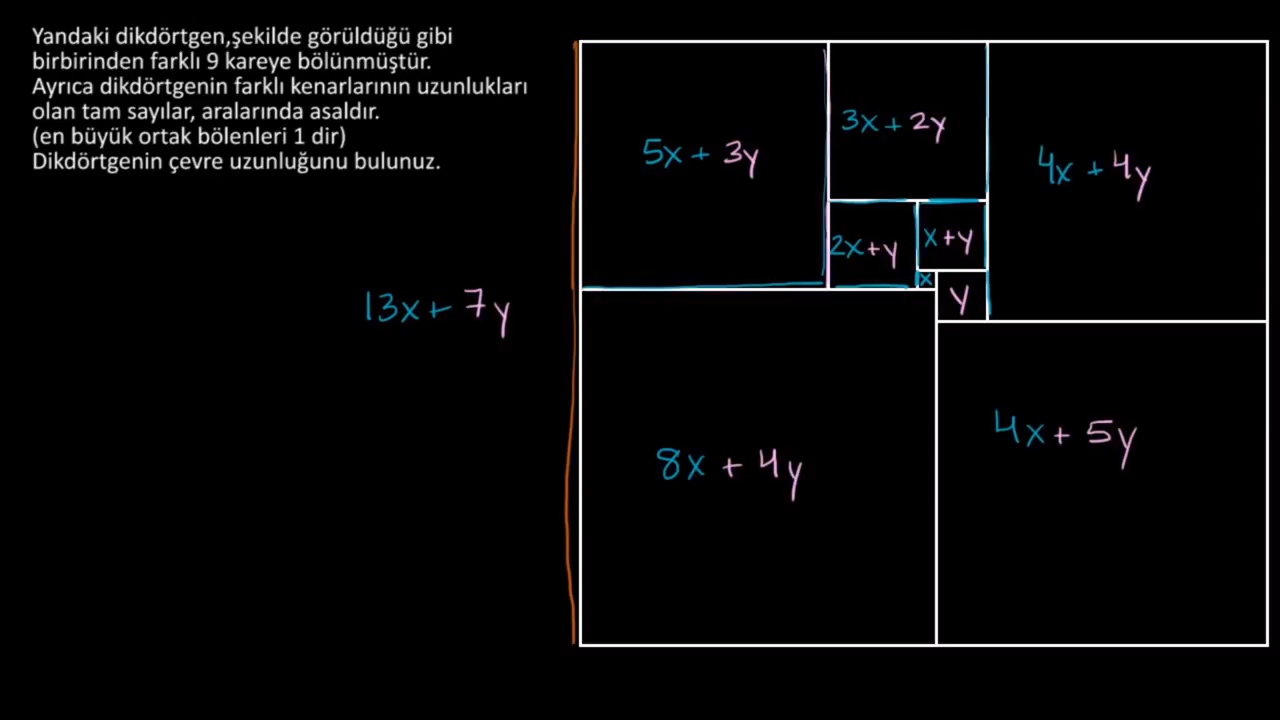 Yandaki dikdörtgen,şekilde görüldüğü gibi
birbirinden farklı 9 kareye bölünmüştür.
Ayrıca dikdörtgenin farklı kenarlarının uzunlukları
olan tam sayılar, aralarında asaldır.
(en büyük ortak bölenleri 1 dir)
Dikdörtgenin çevre uzunluğunu bulunuz.
5x + 3y
3x + 2y
4x + 4y
2x+y
x+y
x
y
13x + 7y
8x + 4y
4x + 5y